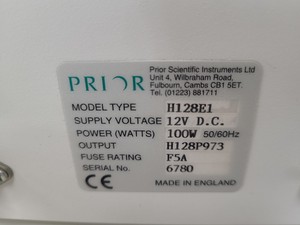 PRIOR
Prior Scientific Instruments Ltd
Unit 4, Wilbraham Road,
Fulbourn, Cambs CB1 5ET.
Tel. (01223) 881711
MODEL TYPE H128E1
SUPPLY VOLTAGE 12V D.C.
POWER (WATTS) 100W 50/60Hz
OUTPUT H128P973
FUSE RATING F5A
SERIAL No. 6780
CE MADE IN ENGLAND